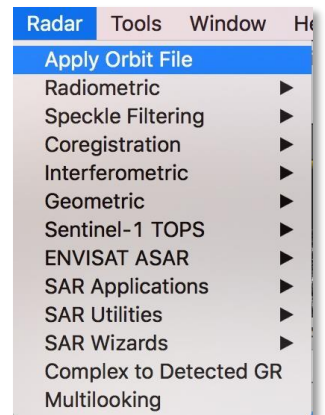 Radar Tools Window
Apply Orbit File
Radiometric
Speckle Filtering
Coregistration
Interferometric
Geometric
Sentinel-1 TOPS
ENVISAT ASAR
SAR Applications
SAR Utilities
SAR Wizards
Complex to Detected GR
Multilooking